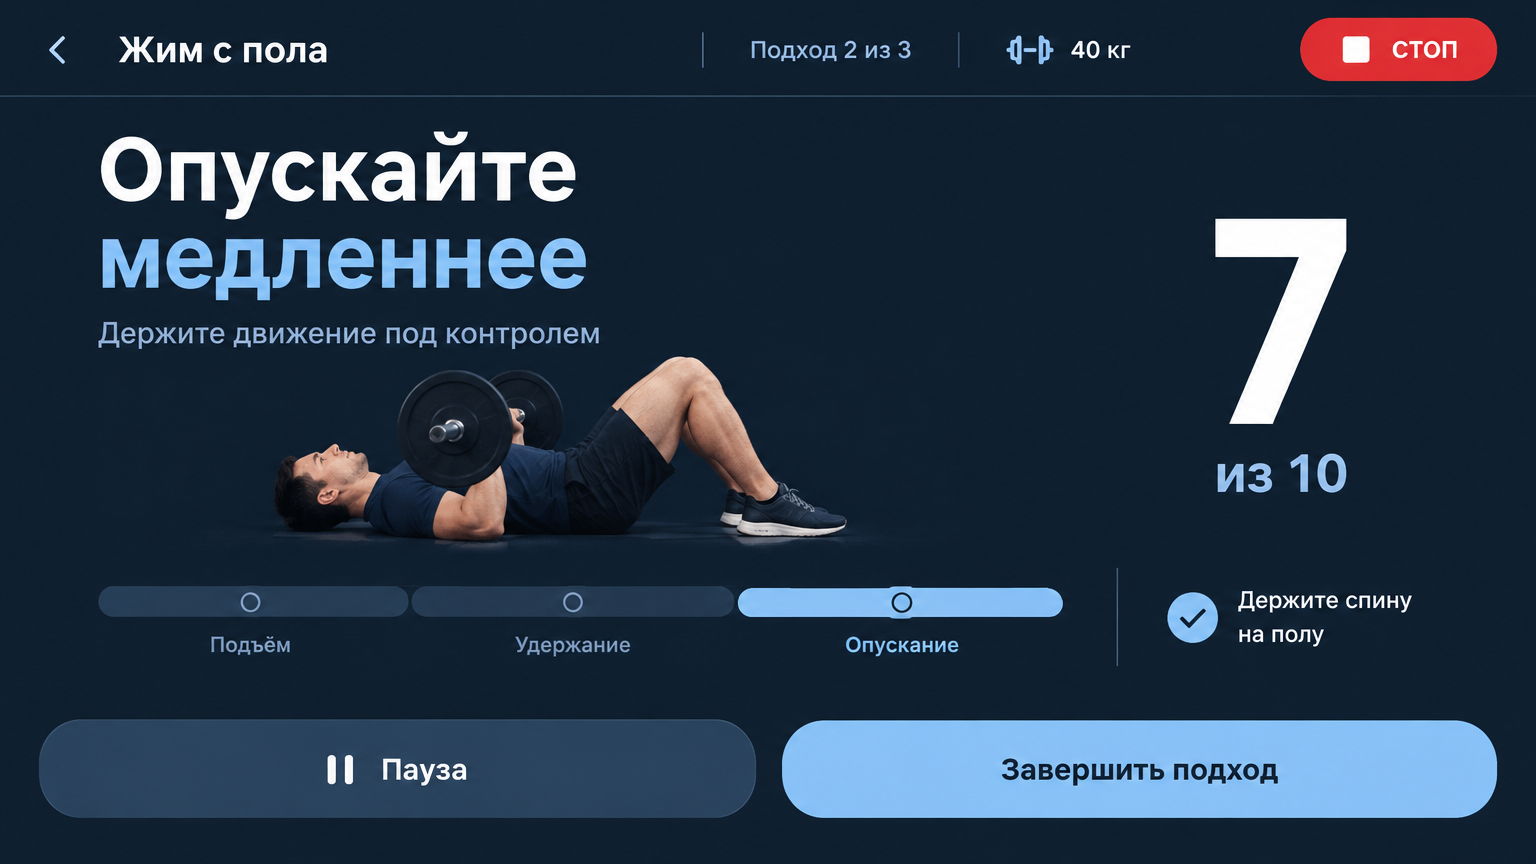 Жим с пола
Подход 2 из 3
40 кг
СТОП
Опускайте
медленнее
Держите движение под контролем
7
из 10
Подъём
Удержание
Опускание
Держите спину
на полу
Пауза
Завершить подход